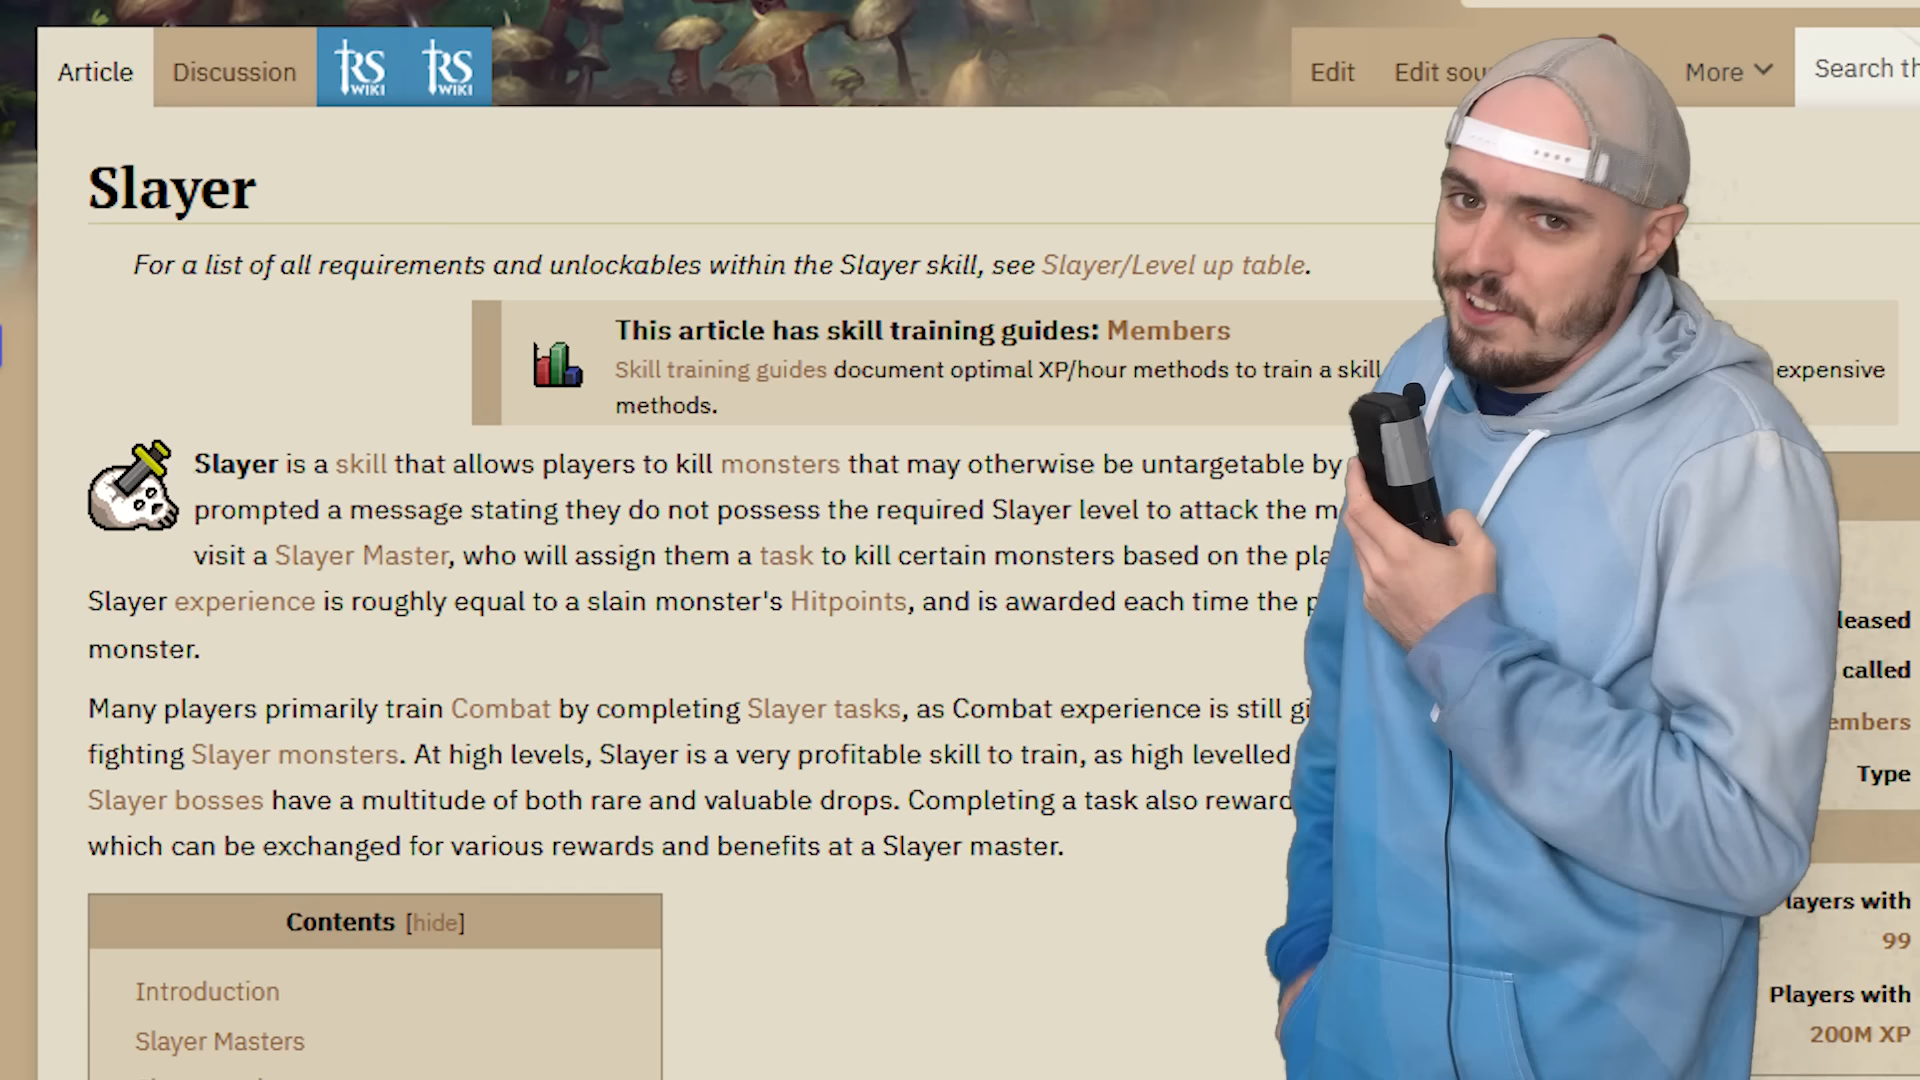 Article Discussion RS WIKI RS WIKI Edit Edit More Search
Slayer
For a list of all requirements and unlockables within the Slayer skill, see Slayer/Level up table.
This article has skill training guides: Members
Skill training guides document optimal XP/hour methods to train a skill expensive
methods.
Slayer is a skill that allows players to kill monsters that may otherwise be untargetable by
prompted a message stating they do not possess the required Slayer level to attack the
visit a Slayer Master, who will assign them a task to kill certain monsters based on the
Slayer experience is roughly equal to a slain monster's Hitpoints, and is awarded each time the
monster.
leased
called
embers
Many players primarily train Combat by completing Slayer tasks, as Combat experience is still
fighting Slayer monsters. At high levels, Slayer is a very profitable skill to train, as high levelled
Type
Slayer bosses have a multitude of both rare and valuable drops. Completing a task also reward
which can be exchanged for various rewards and benefits at a Slayer master.
Contents [hide]
Introduction
Slayer Masters
layers with
99
Players with
200M XP